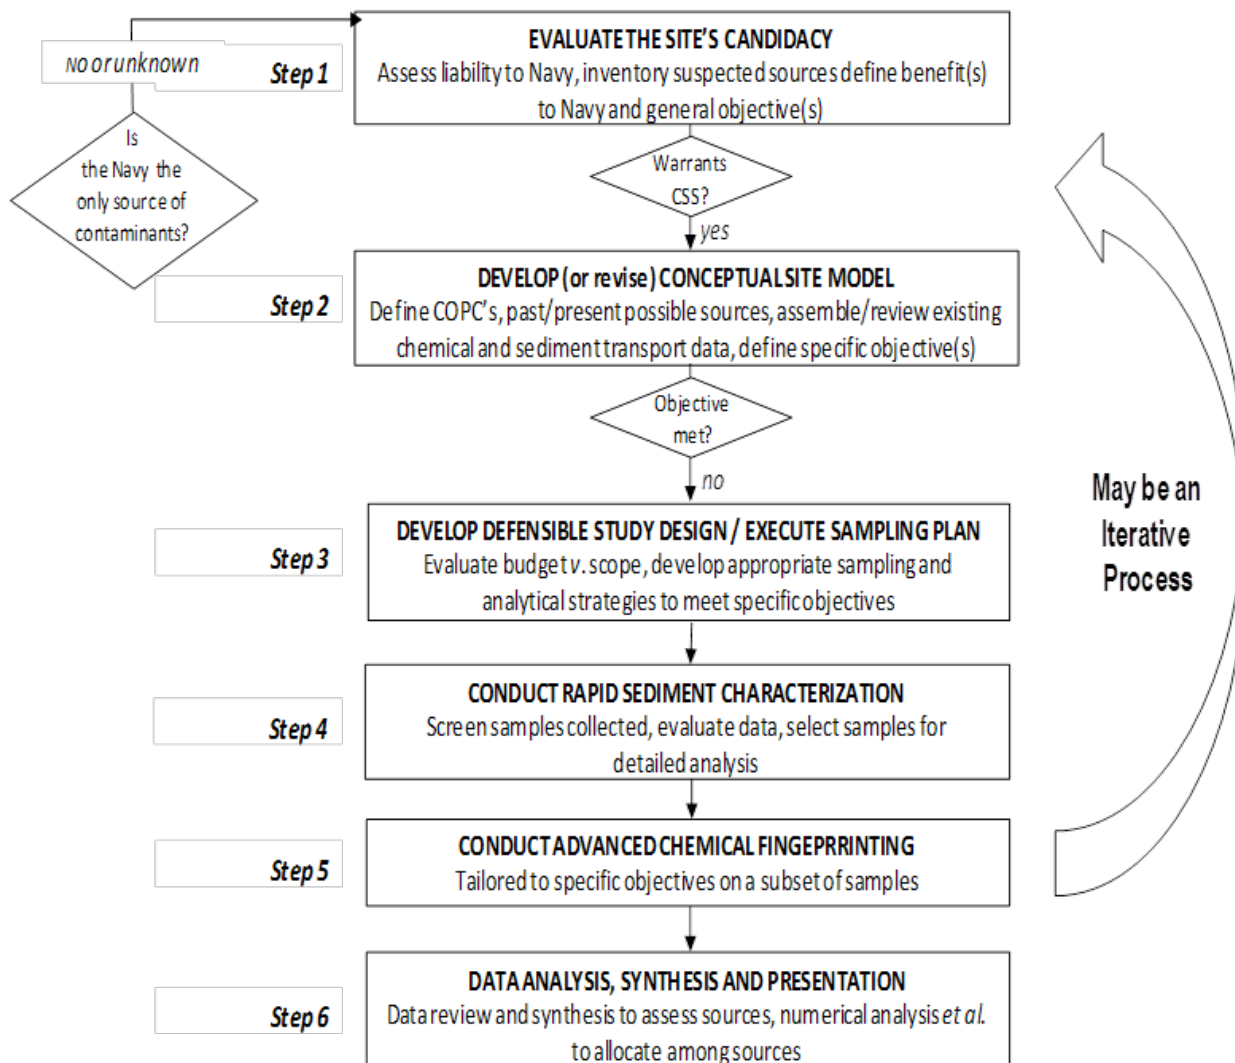 No or unknown
Is
the Navy the
only source of
contaminants?
Step 1
EVALUATE THE SITE'S CANDIDACY
Assess liability to Navy, inventory suspected sources define benefit(s)
to Navy and general objective(s)
Warrants
CSS?
yes
Step 2
DEVELOP (or revise) CONCEPTUAL SITE MODEL
Define COPC's, past/present possible sources, assemble/review existing
chemical and sediment transport data, define specific objective(s)
Objective
met?
no
Step 3
DEVELOP DEFENSIBLE STUDY DESIGN / EXECUTE SAMPLING PLAN
Evaluate budget v. scope, develop appropriate sampling and
analytical strategies to meet specific objectives
Step 4
CONDUCT RAPID SEDIMENT CHARACTERIZATION
Screen samples collected, evaluate data, select samples for
detailed analysis
Step 5
CONDUCT ADVANCED CHEMICAL FINGEPRRINTING
Tailored to specific objectives on a subset of samples
Step 6
DATA ANALYSIS, SYNTHESIS AND PRESENTATION
Data review and synthesis to assess sources, numerical analysis et al.
to allocate among sources
May be an
Iterative
Process